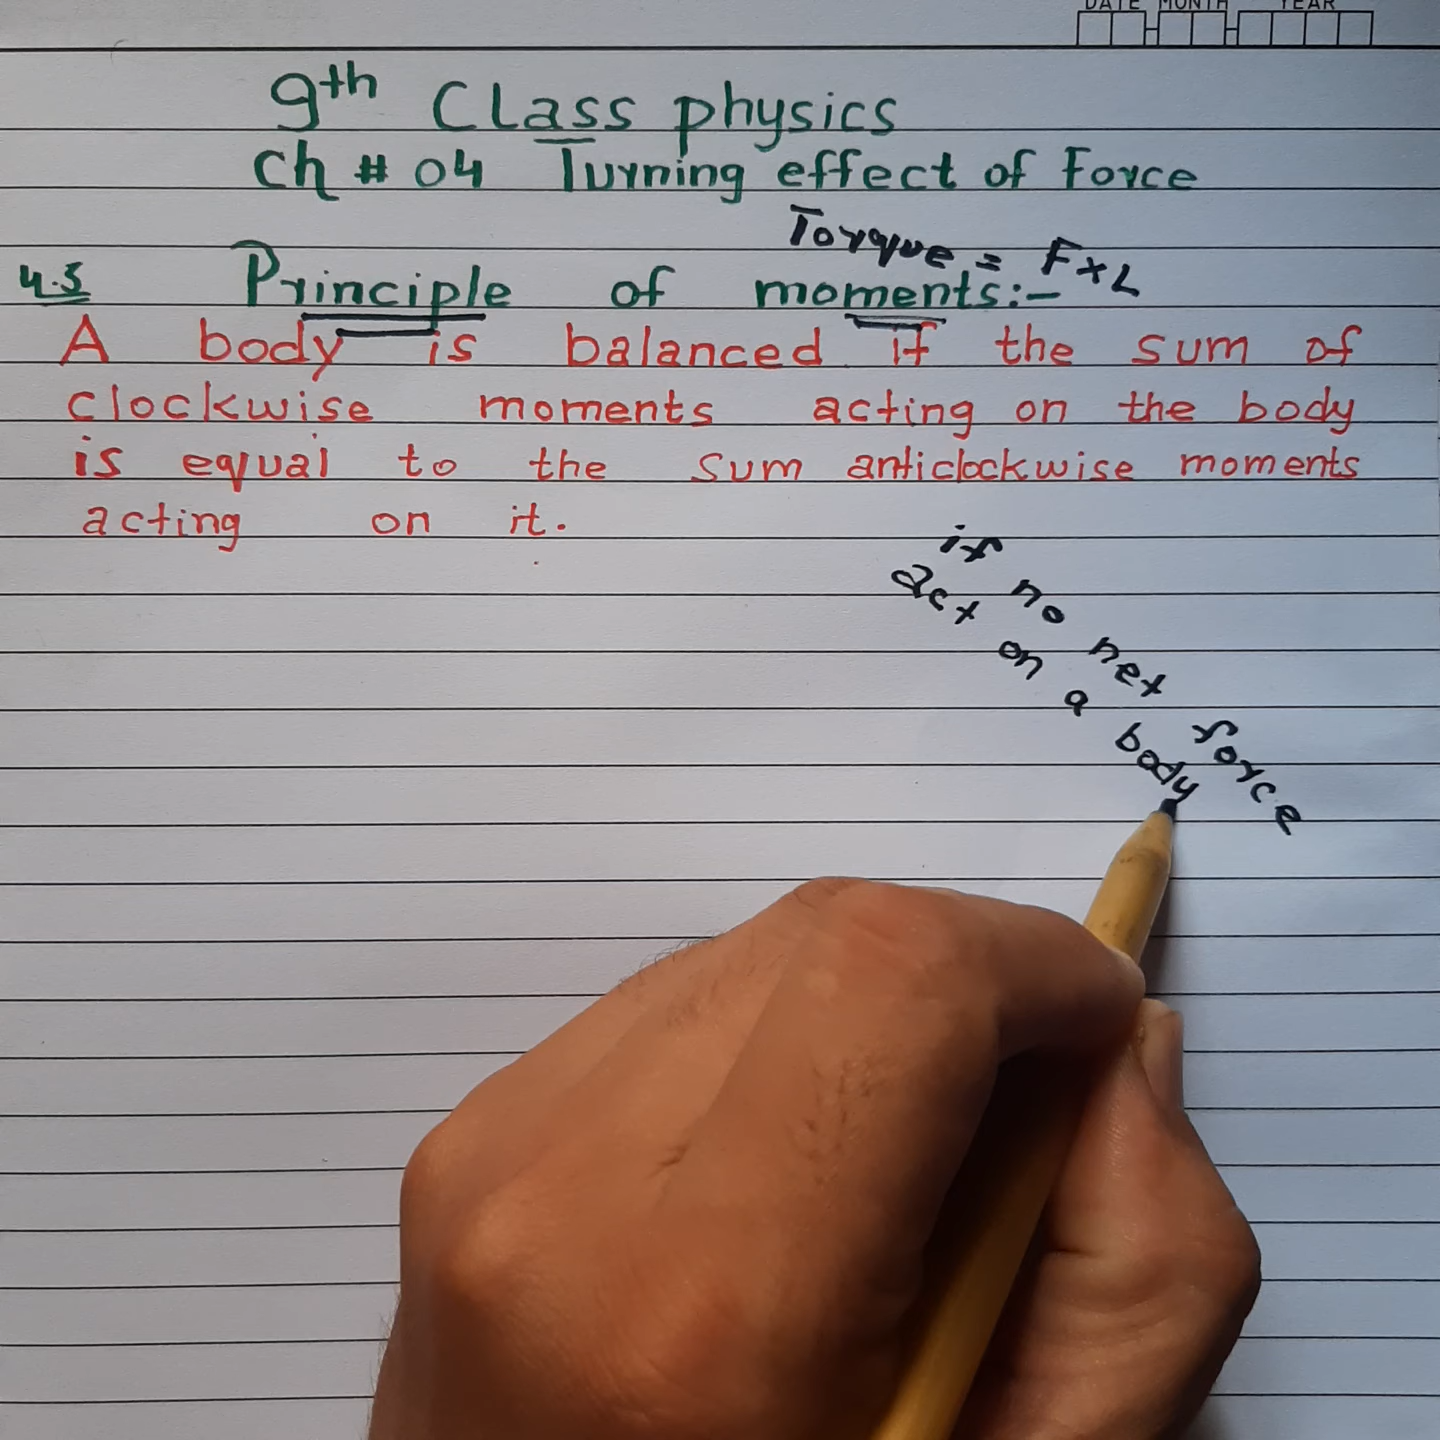 DATE MONTH YEAR
9th Class physics
Ch # 04 Turning effect of Force
Torque = F×L
4.5 Principle of moments:-
A body is balanced if the sum of
clockwise moments acting on the body
is equal to the sum anticlockwise moments
acting on it.
if no net force
act on a body